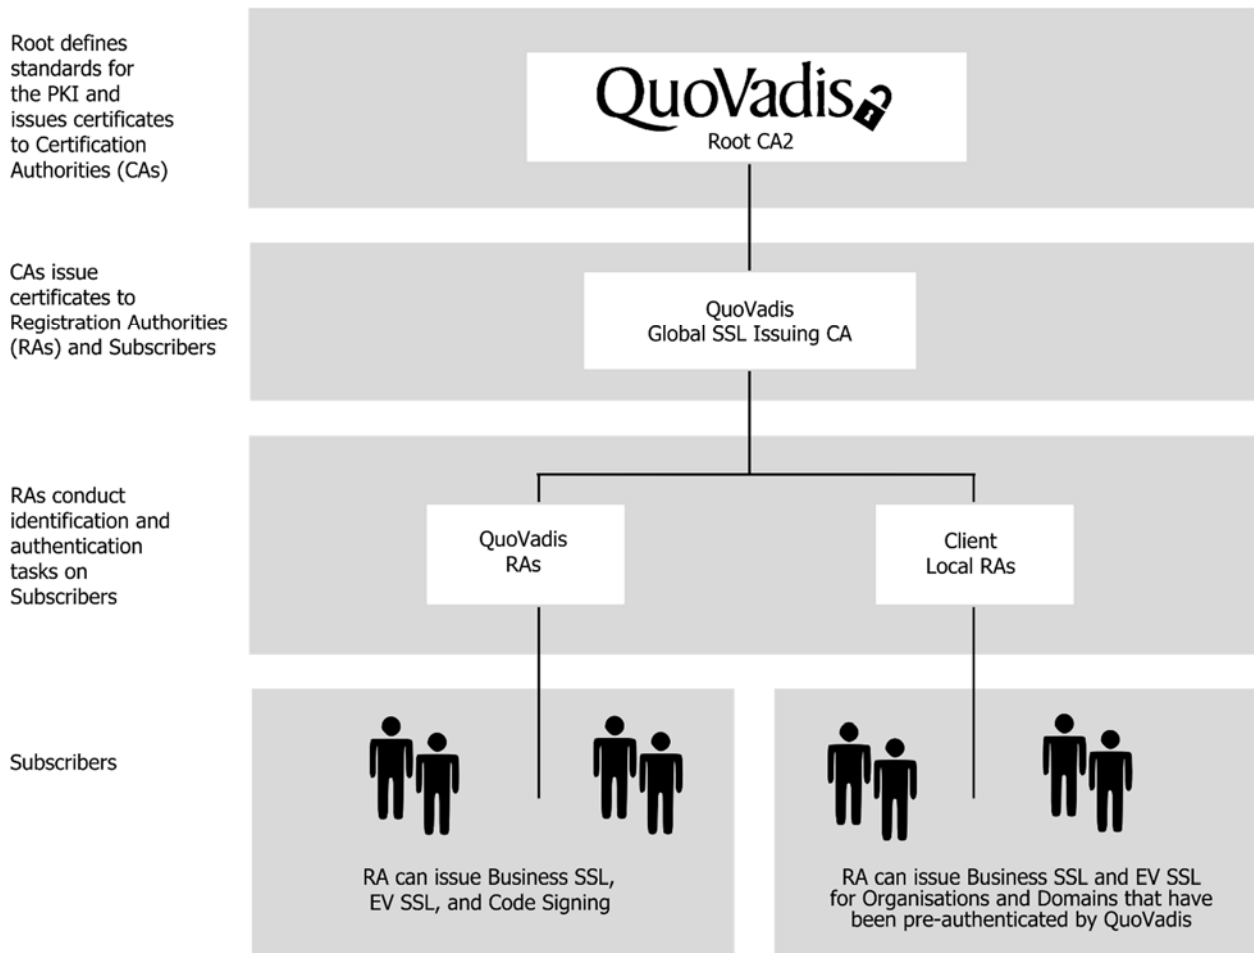 Root defines
standards for
the PKI and
issues certificates
to Certification
Authorities (CAs)
QuoVadis
Root CA2
CAs issue
certificates to
Registration Authorities
(RAs) and Subscribers
QuoVadis
Global SSL Issuing CA
RAs conduct
identification and
authentication
tasks on
Subscribers
QuoVadis
RAs
Client
Local RAs
Subscribers
RA can issue Business SSL,
EV SSL, and Code Signing
RA can issue Business SSL and EV SSL
for Organisations and Domains that have
been pre-authenticated by QuoVadis